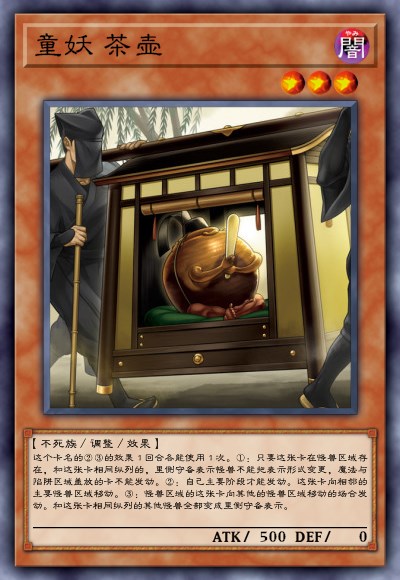 童妖 茶壶
やみ
闇
【不死族／调整／效果】
这个卡名的②③的效果1回合各能使用1次。①：只要这张卡在怪兽区域存
在，和这张卡相同纵列的，里侧守备表示怪兽不能把表示形式变更，魔法与
陷阱区域盖放的卡不能发动。②：自己主要阶段才能发动。这张卡向相邻的
主要怪兽区域移动。③：怪兽区域的这张卡向其他的怪兽区域移动的场合发
动。和这张卡相同纵列的其他怪兽全部变成里侧守备表示。
ATK/ 500 DEF/ 0